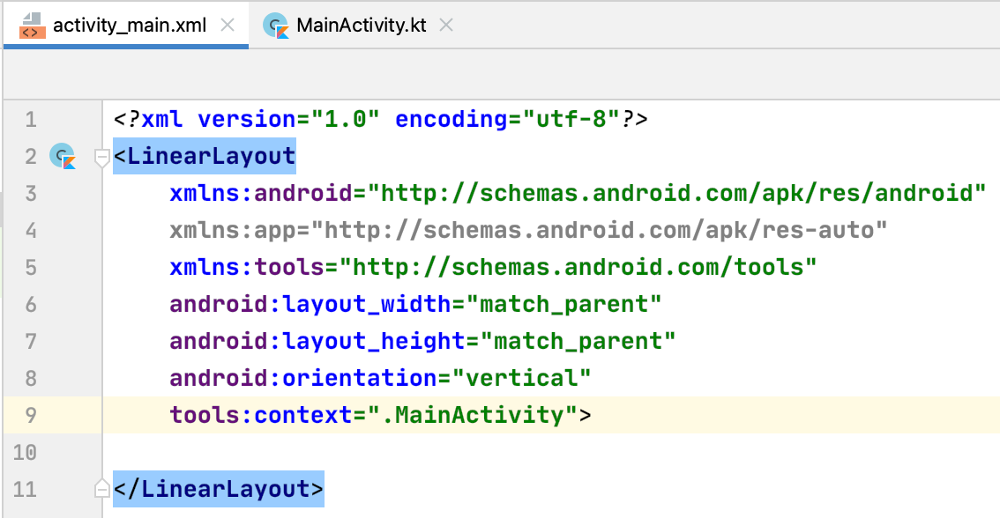 activity_main.xml MainActivity.kt
1 <?xml version="1.0" encoding="utf-8"?>
2 <LinearLayout
3 xmlns:android="http://schemas.android.com/apk/res/android"
4 xmlns:app="http://schemas.android.com/apk/res-auto"
5 xmlns:tools="http://schemas.android.com/tools"
6 android:layout_width="match_parent"
7 android:layout_height="match_parent"
8 android:orientation="vertical"
9 tools:context=".MainActivity">
10
11 </LinearLayout>